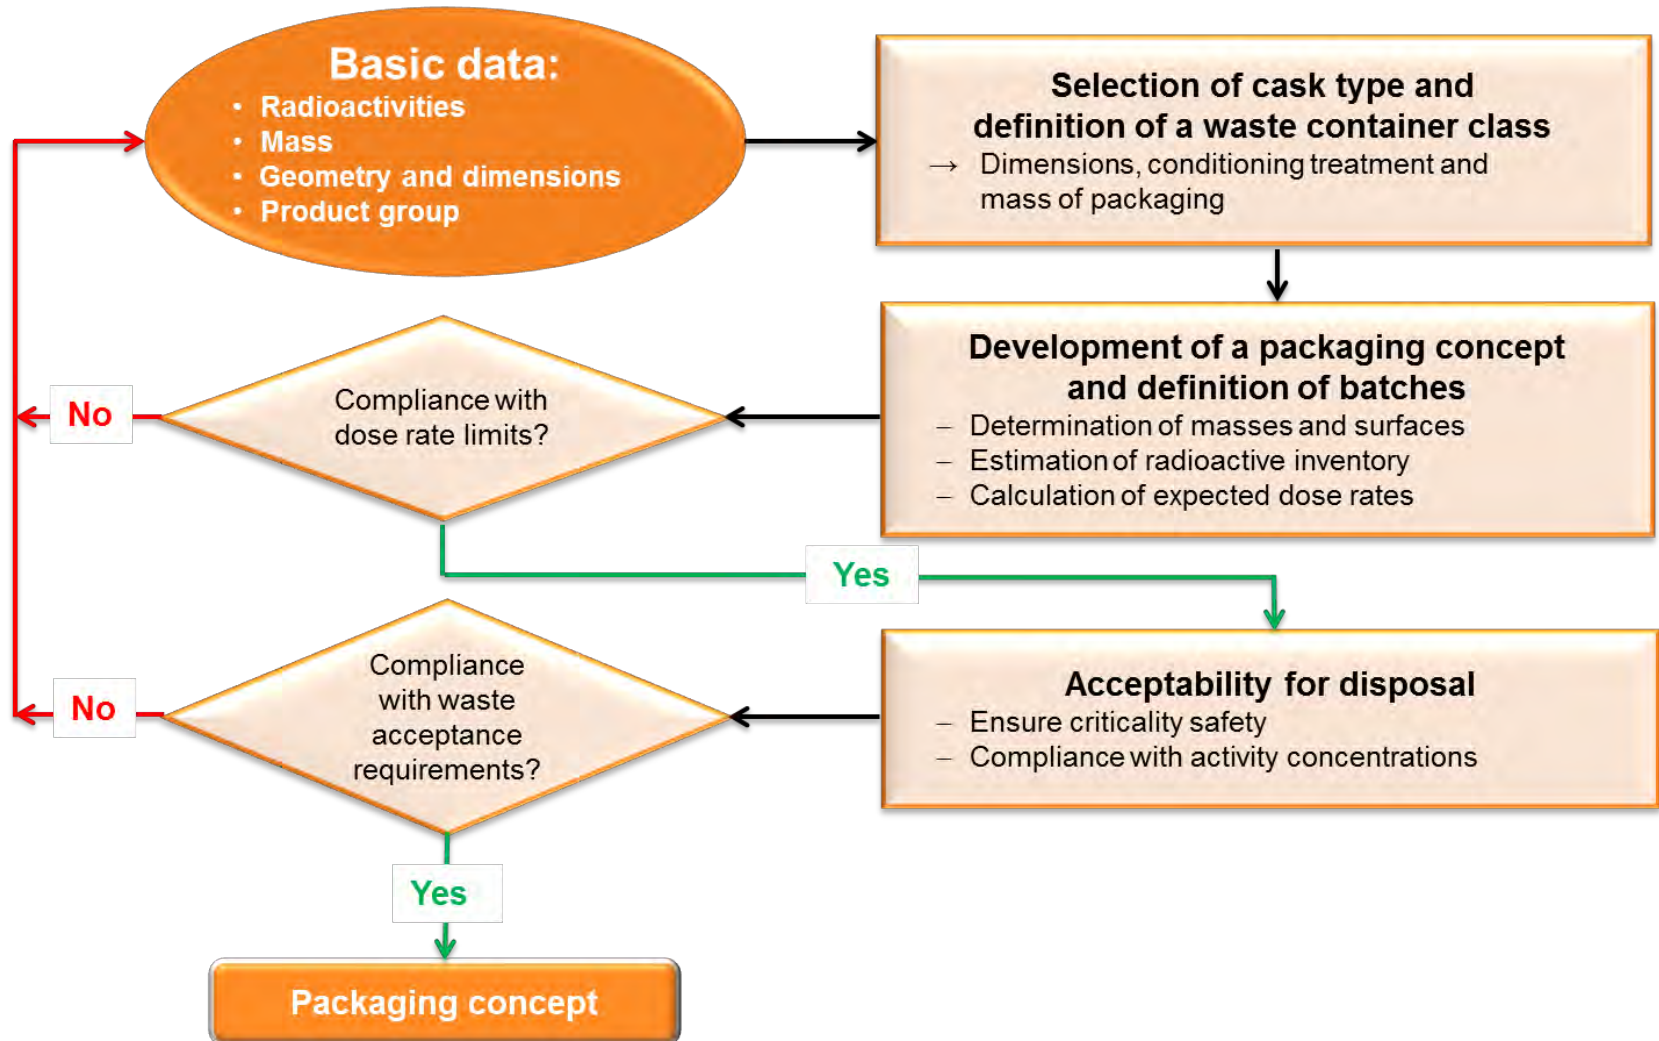 Basic data:
• Radioactivities
• Mass
• Geometry and dimensions
• Product group
Selection of cask type and
definition of a waste container class
→ Dimensions, conditioning treatment and
mass of packaging
Development of a packaging concept
and definition of batches
– Determination of masses and surfaces
– Estimation of radioactive inventory
– Calculation of expected dose rates
Compliance with
dose rate limits?
No
Yes
Acceptability for disposal
– Ensure criticality safety
– Compliance with activity concentrations
Compliance
with waste
acceptance
requirements?
No
Yes
Packaging concept